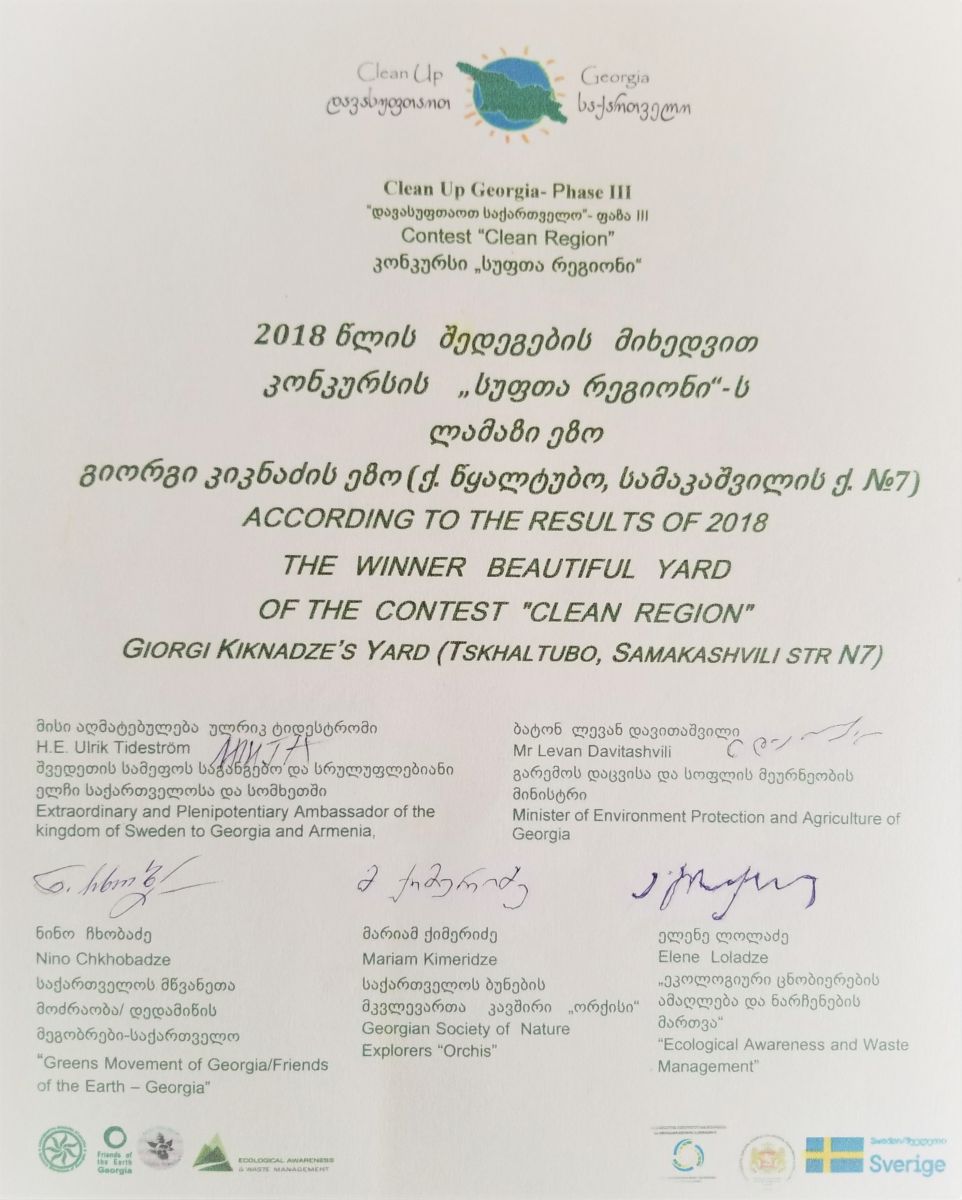 Clean Up Georgia
დავასუფთაოთ საქართველო
Clean Up Georgia- Phase III
"დავასუფთაოთ საქართველო"- ფაზა III
Contest “Clean Region”
კონკურსი „სუფთა რეგიონი“
2018 წლის შედეგების მიხედვით
კონკურსის „სუფთა რეგიონი“-ს
ლამაზი ეზო
გიორგი კიკნაძის ეზო (ქ. წყალტუბო, სამაკაშვილის ქ. №7)
ACCORDING TO THE RESULTS OF 2018
THE WINNER BEAUTIFUL YARD
OF THE CONTEST "CLEAN REGION"
GIORGI KIKNADZE'S YARD (TSKHALTUBO, SAMAKASHVILI STR N7)
მისი აღმატებულება ულრიკ ტიდესტრომი
H.E. Ulrik Tideström
შვედეთის სამეფოს საგანგებო და სრულუფლებიანი
ელჩი საქართველოსა და სომხეთში
Extraordinary and Plenipotentiary Ambassador of the
kingdom of Sweden to Georgia and Armenia,
ბატონ ლევან დავითაშვილი
Mr Levan Davitashvili
გარემოს დაცვისა და სოფლის მეურნეობის
მინისტრი
Minister of Environment Protection and Agriculture of
Georgia
ნინო ჩხობაძე
Nino Chkhobadze
საქართველოს მწვანეთა
მოძრაობა/ დედამიწის
მეგობრები-საქართველო
“Greens Movement of Georgia/Friends
of the Earth – Georgia”
მ ქიმერიძე
მარიამ ქიმერიძე
Mariam Kimeridze
საქართველოს ბუნების
მკვლევართა კავშირი „ორქისი“
Georgian Society of Nature
Explorers “Orchis”
ელენე ლოლაძე
Elene Loladze
„ეკოლოგიური ცნობიერების
ამაღლება და ნარჩენების
მართვა“
“Ecological Awareness and Waste
Management”
Friends of
the Earth
Georgia
ECOLOGICAL AWARENESS
& WASTE MANAGEMENT
Sweden/შვედეთი
Sverige